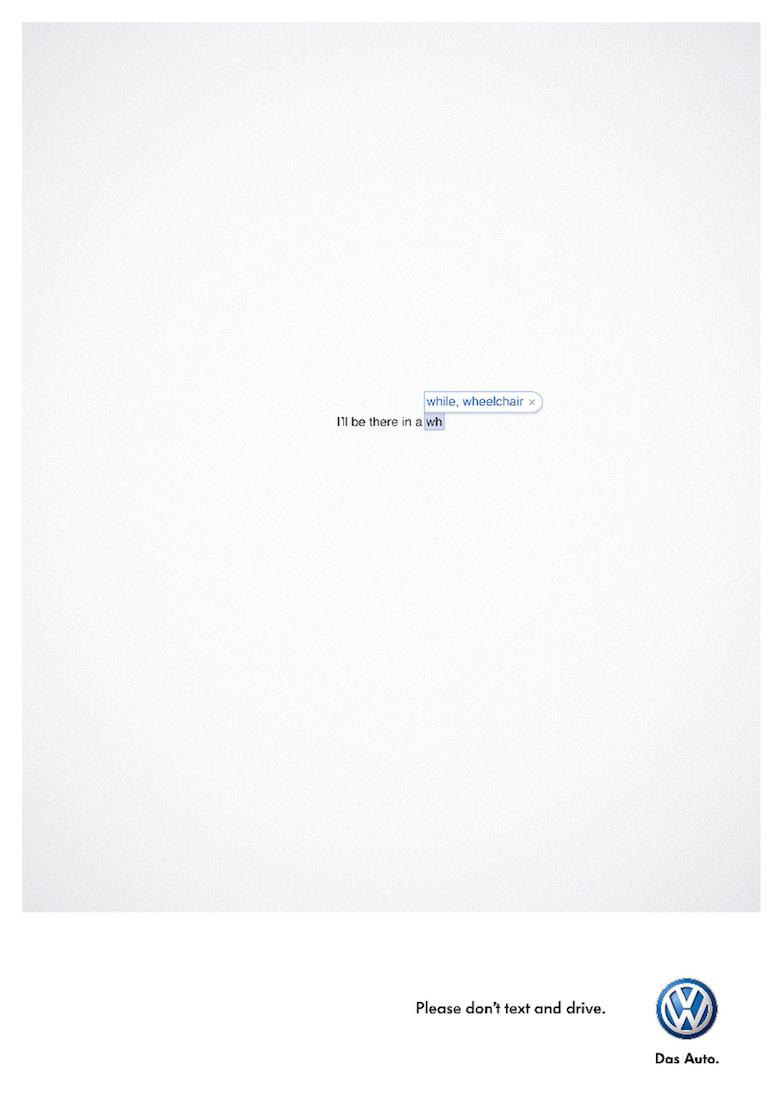 while, wheelchair ×
I'll be there in a wh
Please don't text and drive.
Das Auto.